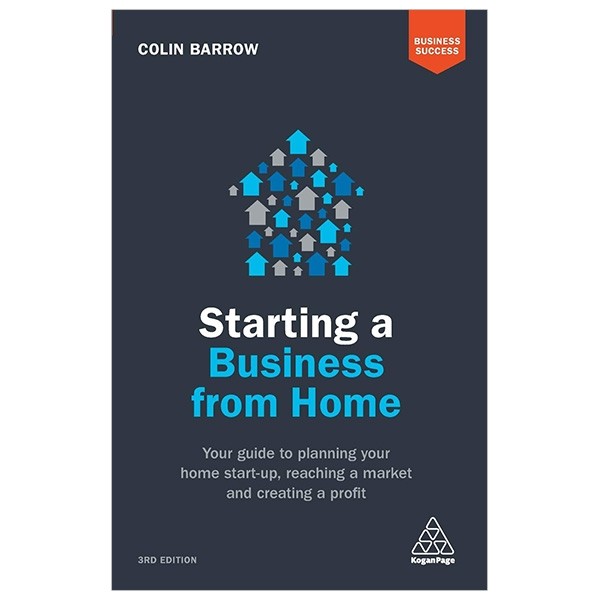 COLIN BARROW
BUSINESS
SUCCESS
Starting a
Business
from Home
Your guide to planning your
home start-up, reaching a market
and creating a profit
3RD EDITION
KoganPage